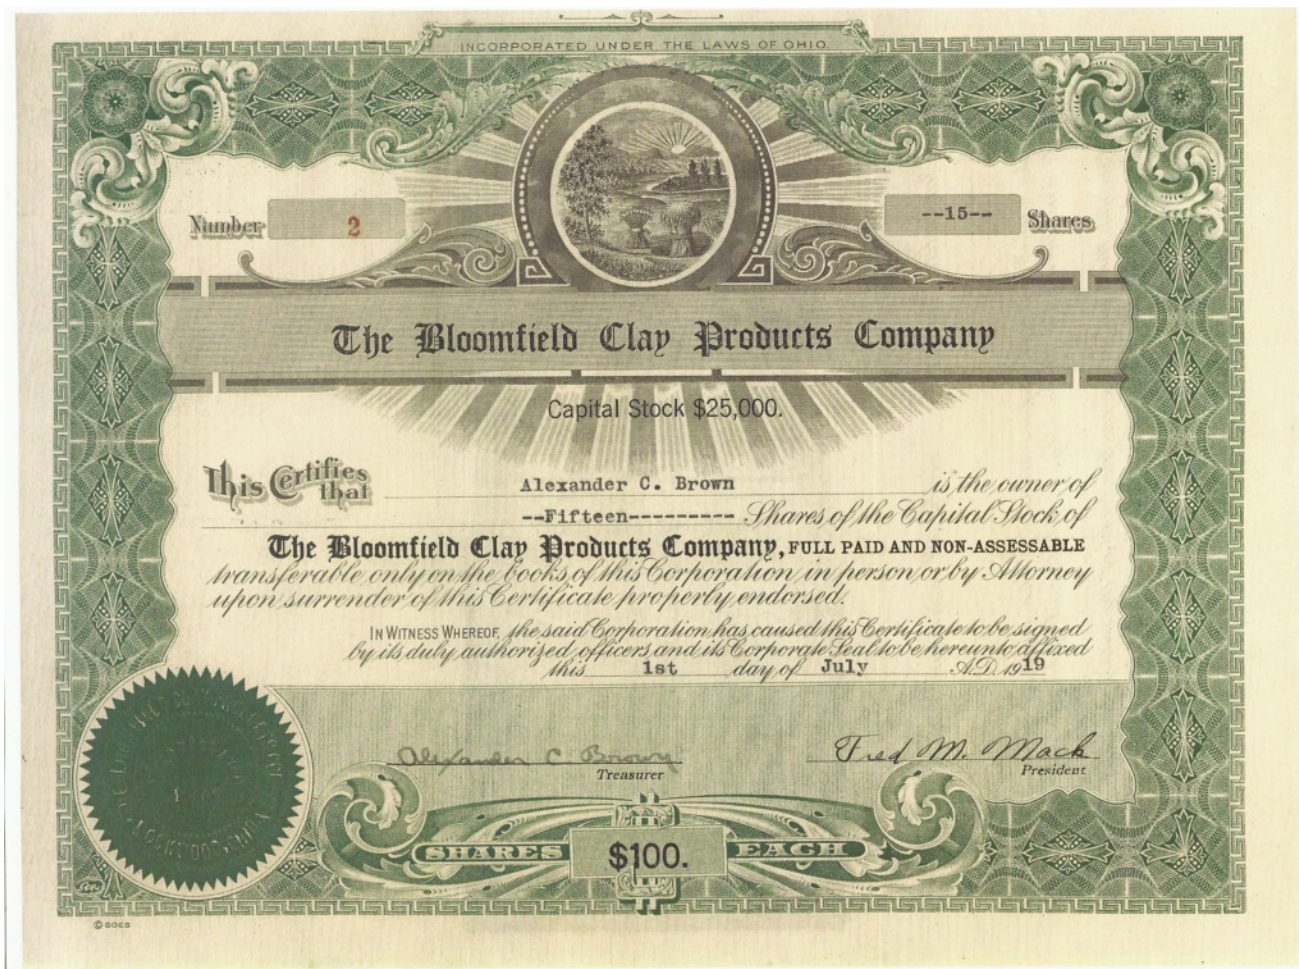 INCORPORATED UNDER THE LAWS OF OHIO.
Number 2 --15-- Shares
The Bloomfield Clay Products Company
Capital Stock $25,000.
This Certifies that Alexander C. Brown is the owner of
--Fifteen--------- Shares of the Capital Stock of
The Bloomfield Clay Products Company, FULL PAID AND NON-ASSESSABLE
transferable only on the books of this Corporation in person or by Attorney
upon surrender of this Certificate properly endorsed.
IN WITNESS WHEREOF, the said Corporation has caused this Certificate to be signed
by its duly authorized officers and its Corporate Seal to be hereunto affixed
this 1st day of July A.D. 1919
Alexander C Brown Fred M. Mack
Treasurer President
SHARES $100. EACH
© GOES